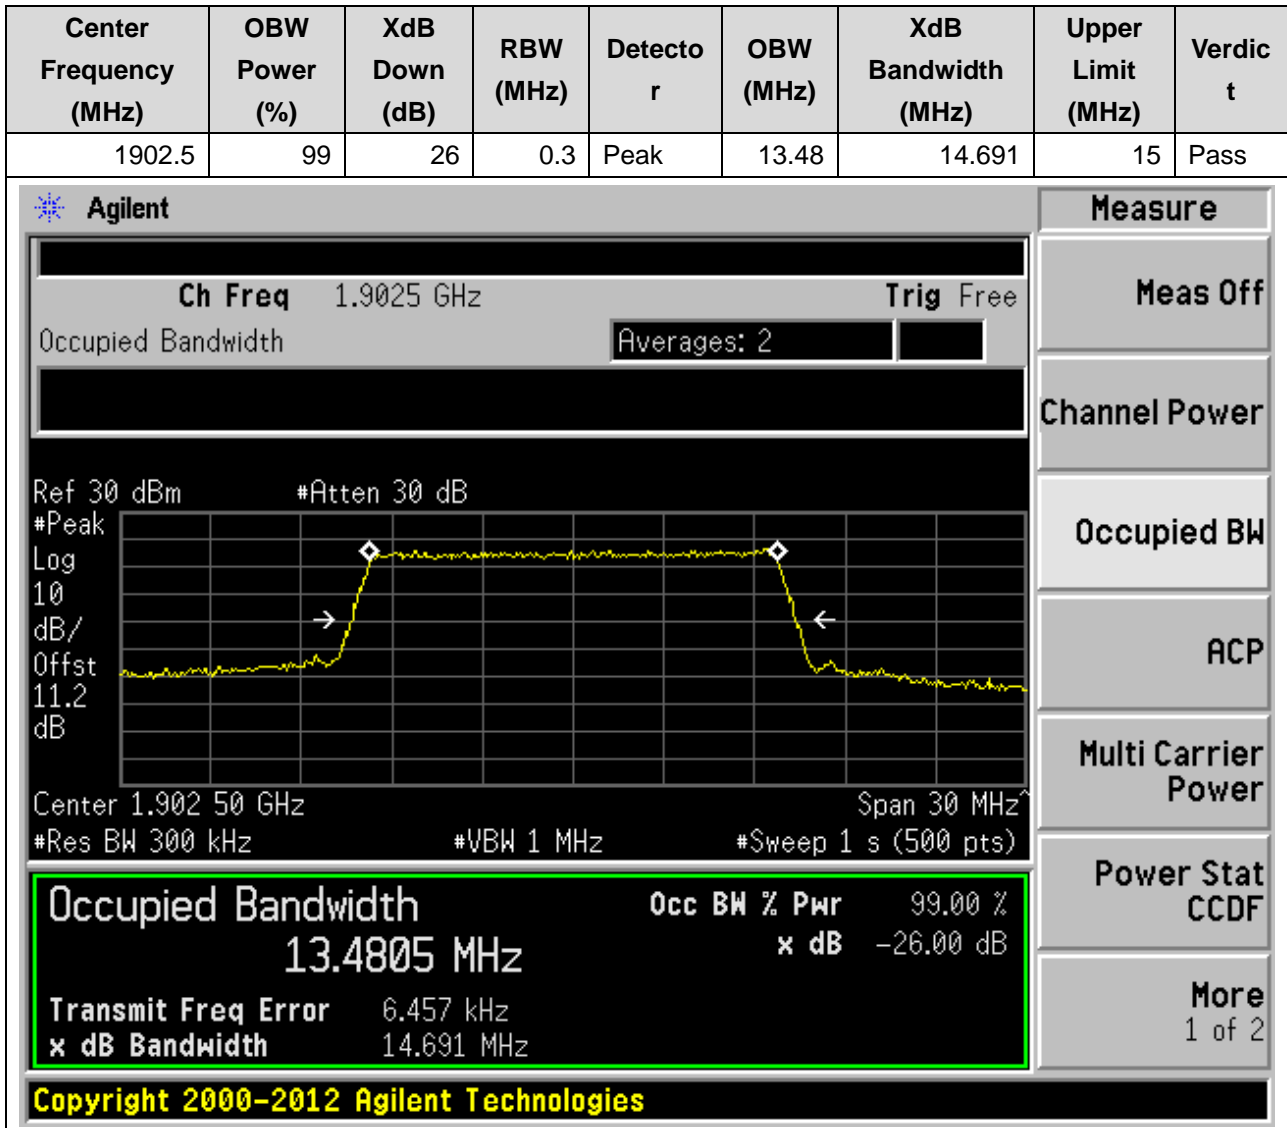 Center Frequency (MHz) OBW Power (%) XdB Down (dB) RBW (MHz) Detector OBW (MHz) XdB Bandwidth (MHz) Upper Limit (MHz) Verdict
1902.5 99 26 0.3 Peak 13.48 14.691 15 Pass
Agilent
Measure
Ch Freq 1.9025 GHz Trig Free
Meas Off
Occupied Bandwidth Averages: 2
Channel Power
Ref 30 dBm #Atten 30 dB
#Peak
Log
10
dB/
Offst
11.2
dB
Occupied BW
ACP
Center 1.902 50 GHz Span 30 MHz^
#Res BW 300 kHz #VBW 1 MHz #Sweep 1 s (500 pts)
Multi Carrier
Power
Occupied Bandwidth Occ BW % Pwr 99.00 %
13.4805 MHz x dB -26.00 dB
Transmit Freq Error 6.457 kHz
x dB Bandwidth 14.691 MHz
Power Stat
CCDF
More
1 of 2
Copyright 2000-2012 Agilent Technologies